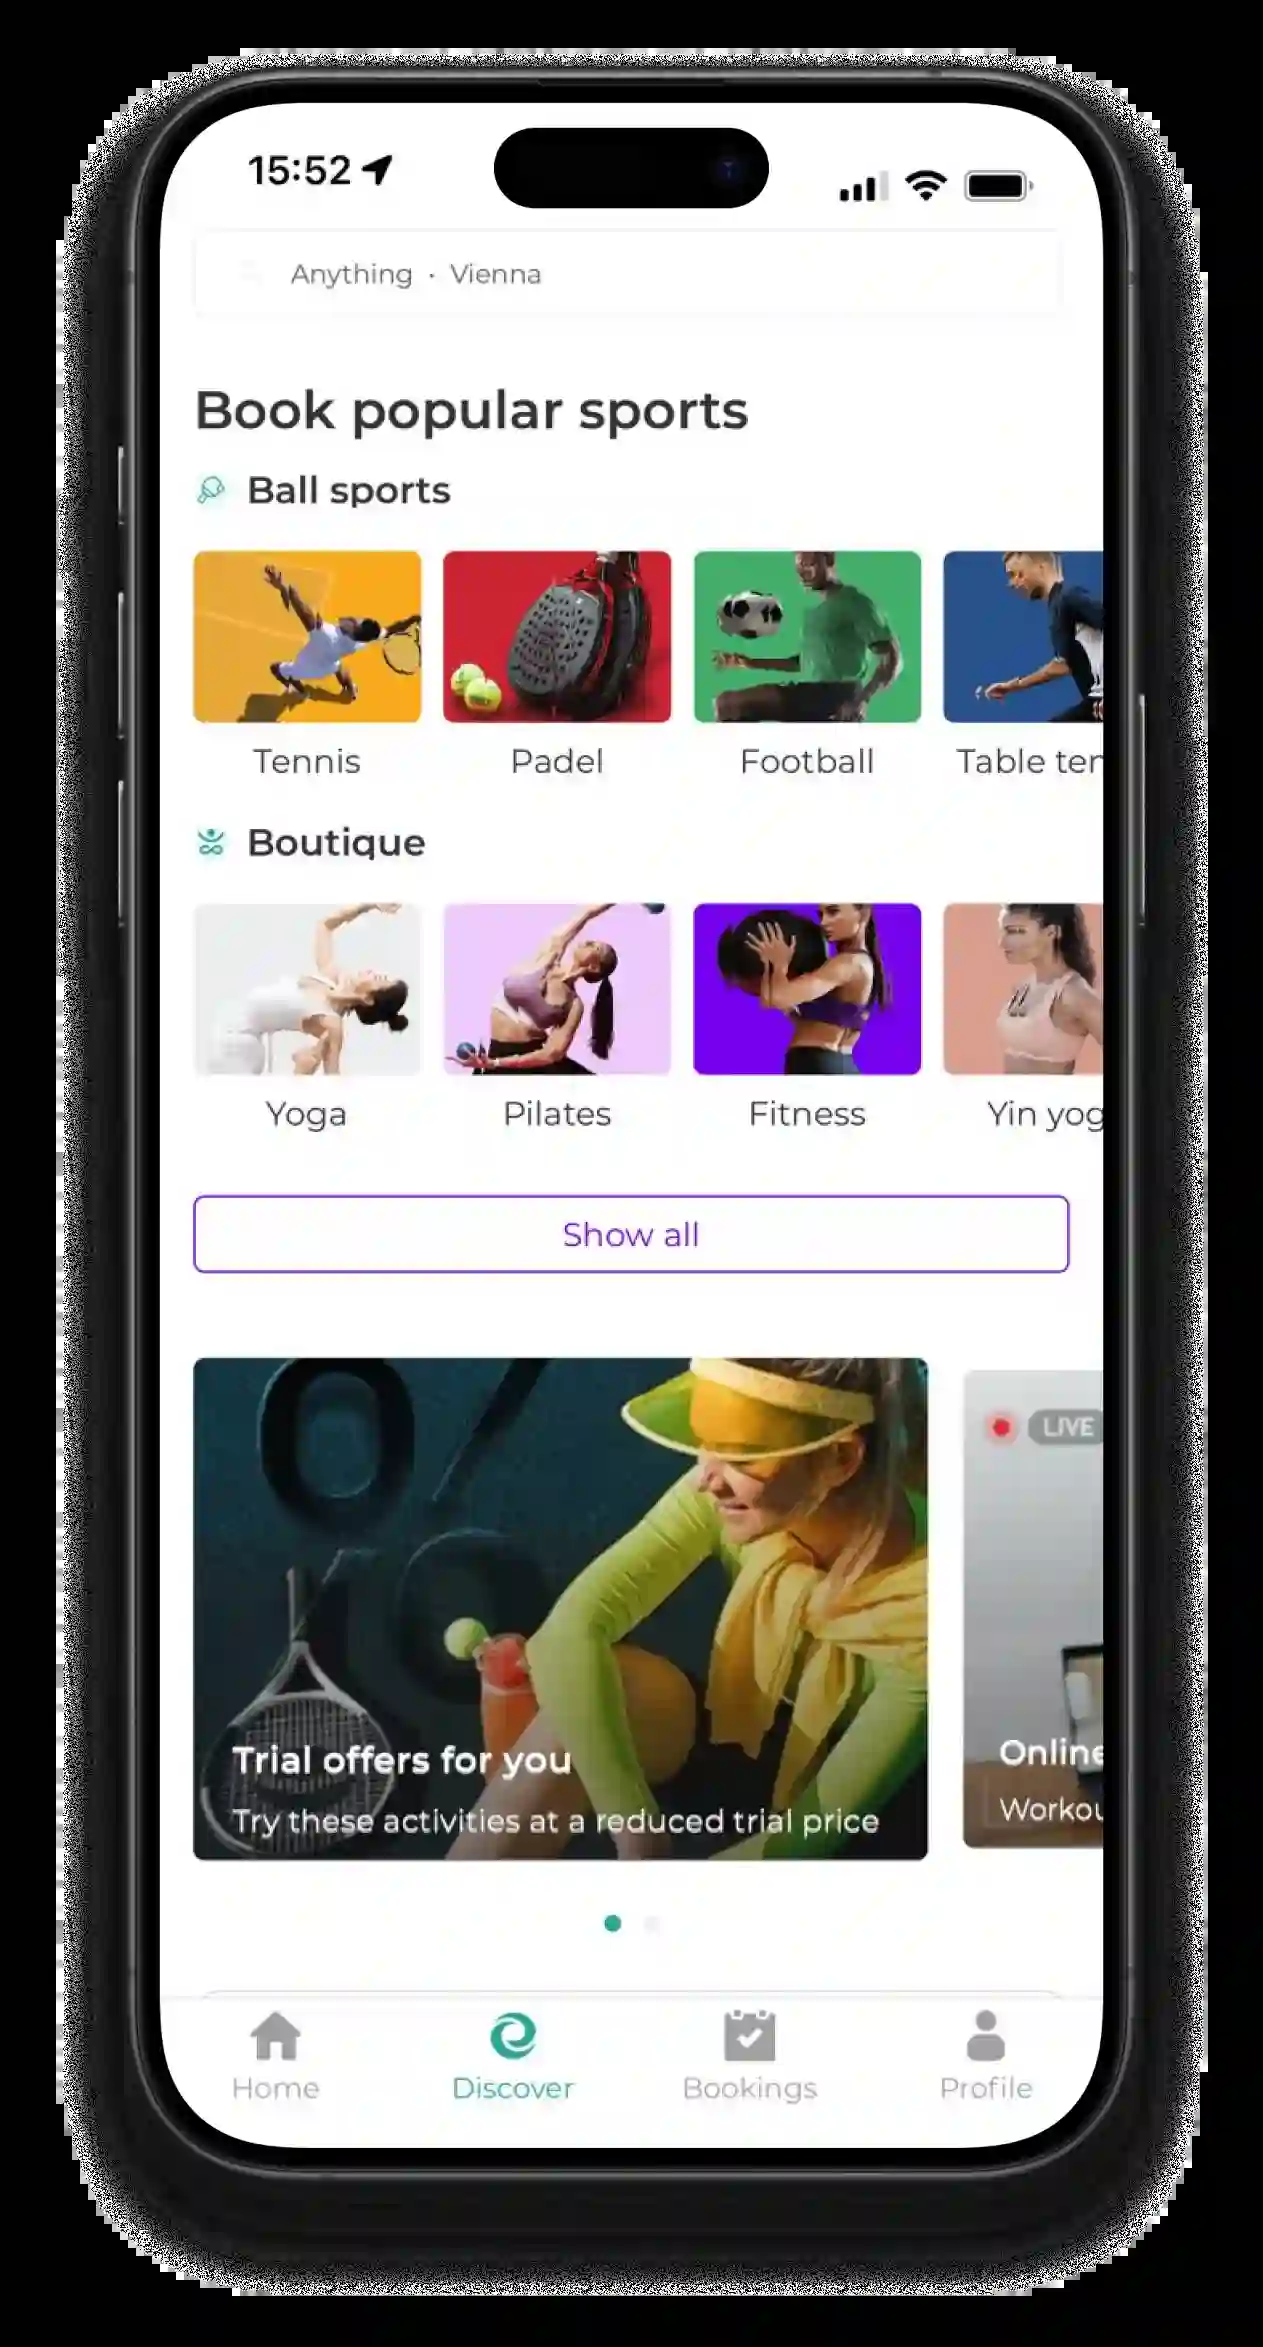 15:52
Anything · Vienna
Book popular sports
Ball sports
Tennis
Padel
Football
Table ten
Boutique
Yoga
Pilates
Fitness
Yin yog
Show all
LIVE
Trial offers for you
Try these activities at a reduced trial price
Online
Workou
Home
Discover
Bookings
Profile